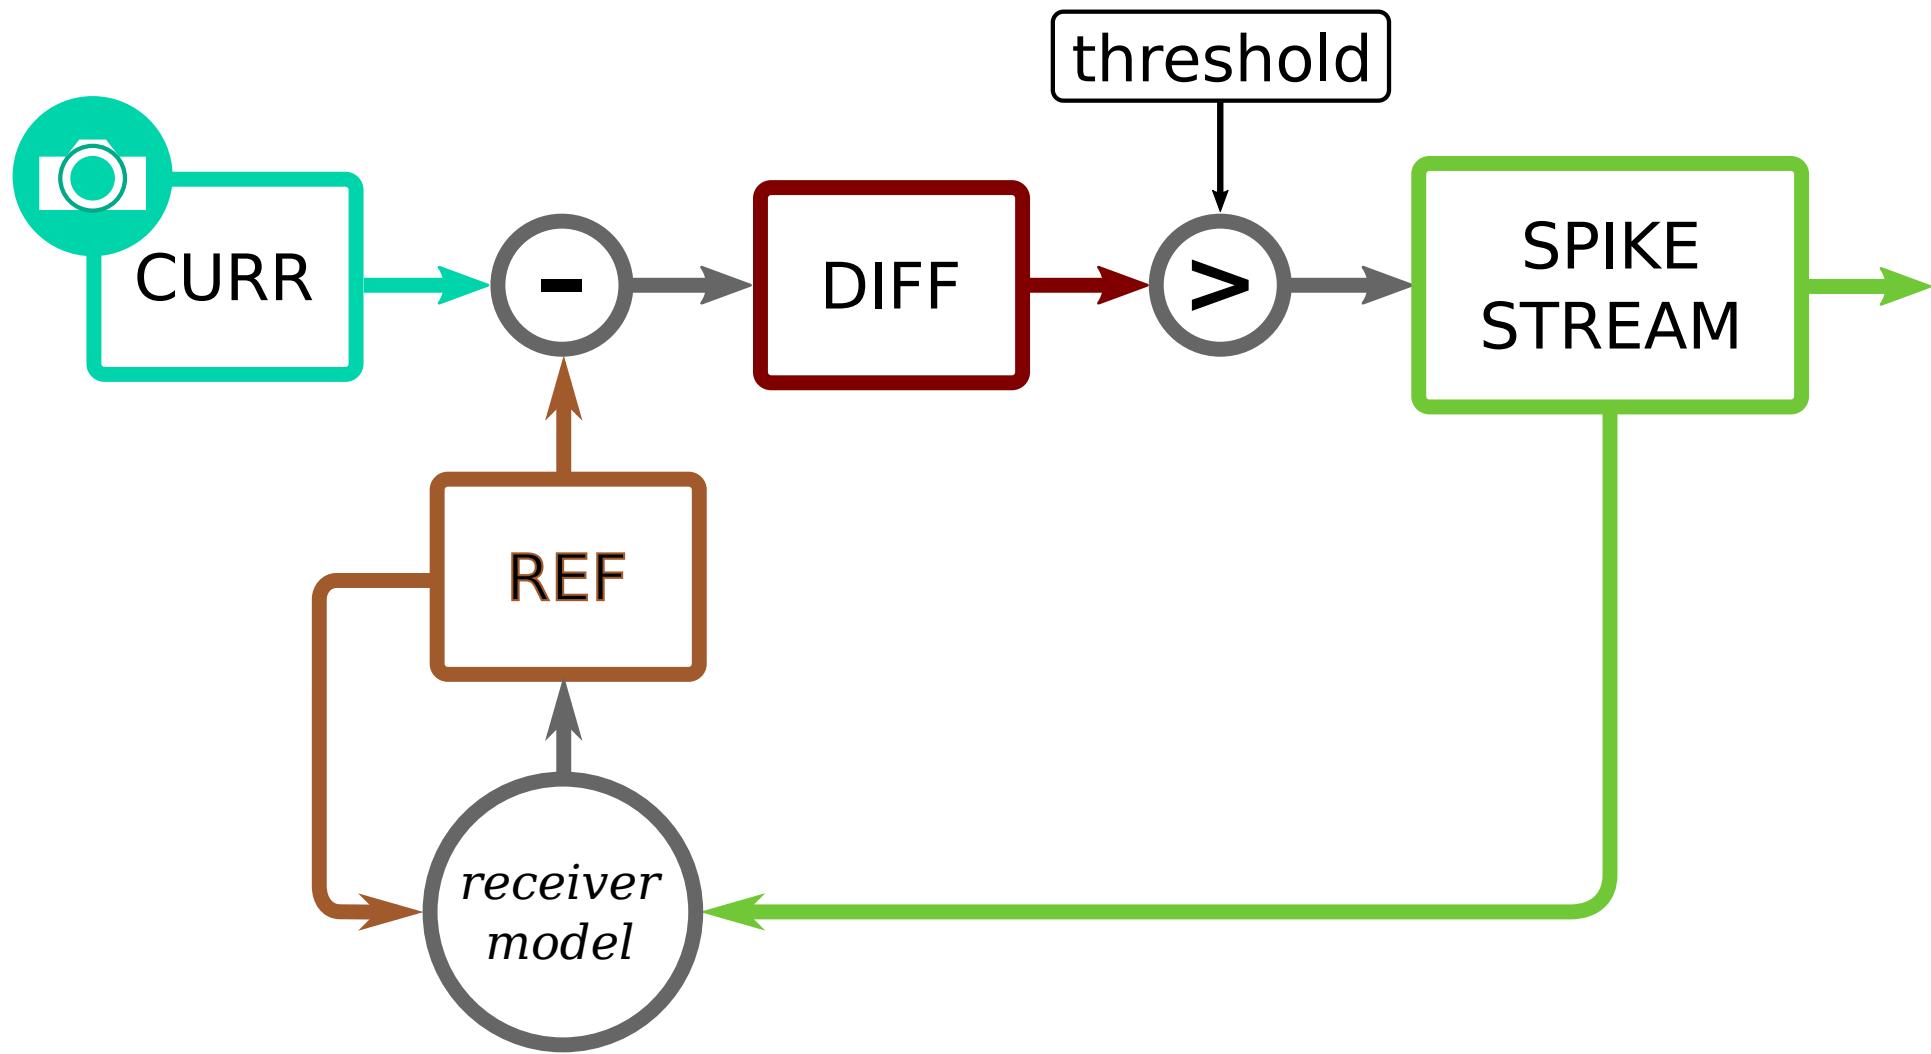 threshold
CURR
-
DIFF
>
SPIKE
STREAM
REF
receiver
model